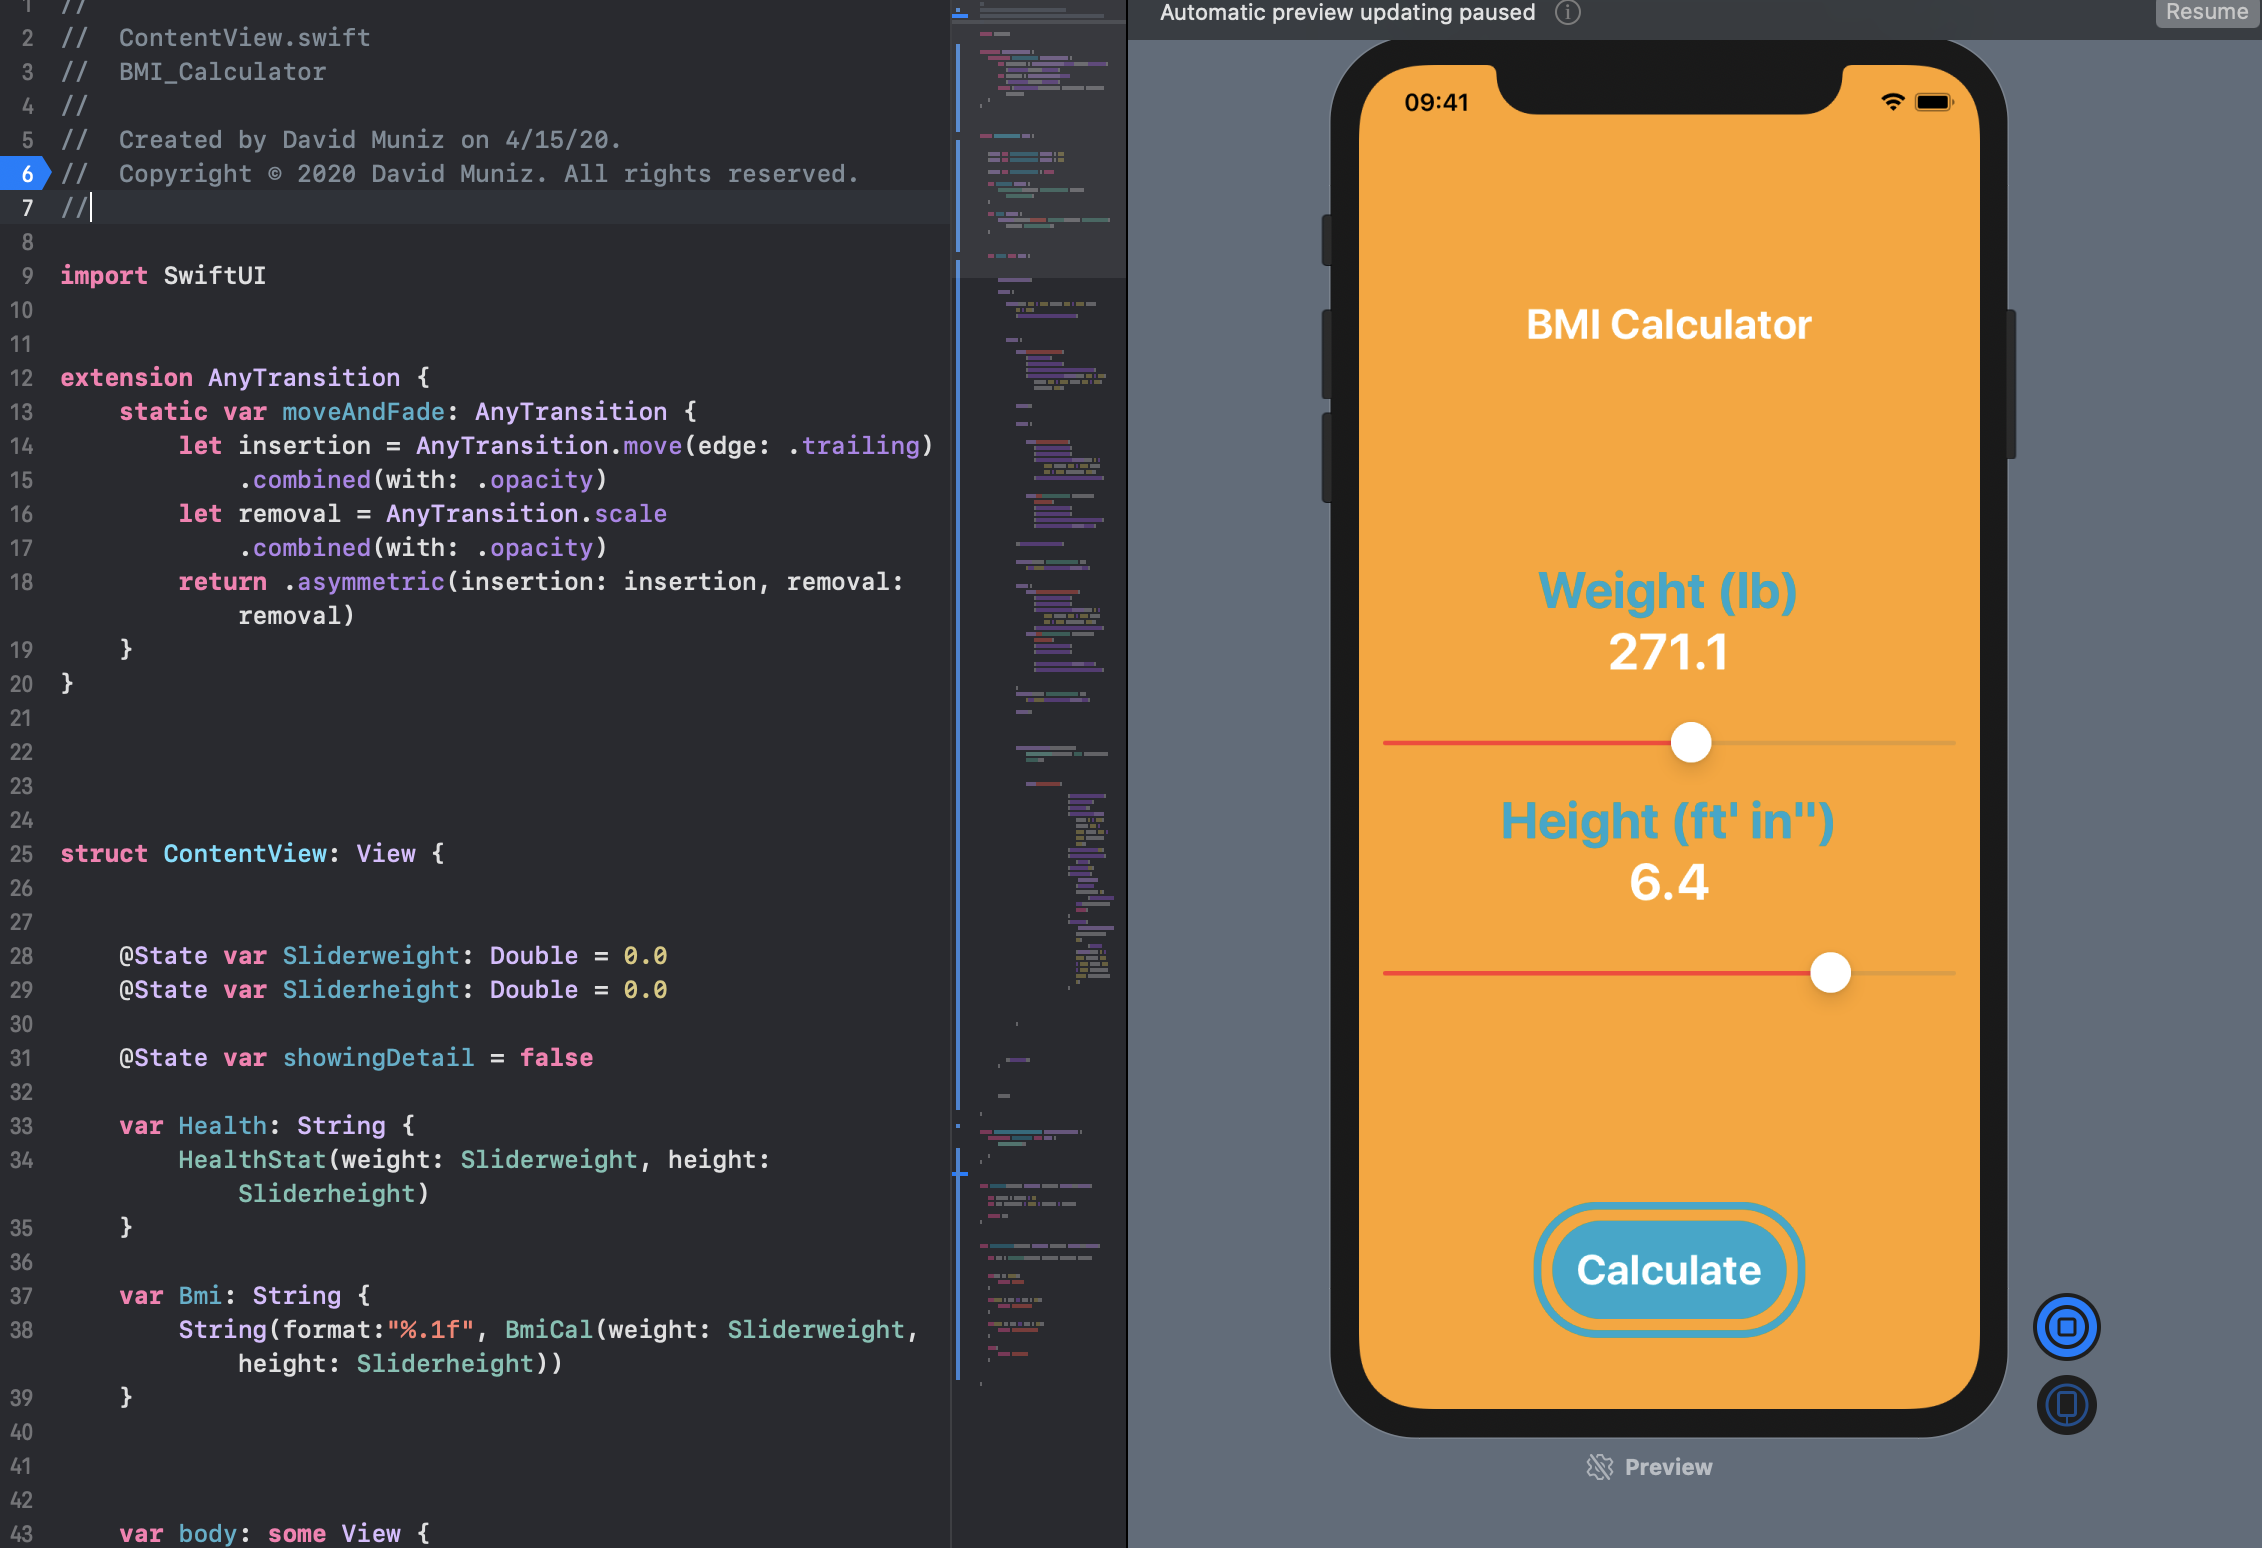 1 //
2 //  ContentView.swift
3 //  BMI_Calculator
4 //
5 //  Created by David Muniz on 4/15/20.
6 //  Copyright © 2020 David Muniz. All rights reserved.
7 //
8
9 import SwiftUI
10
11
12 extension AnyTransition {
13     static var moveAndFade: AnyTransition {
14         let insertion = AnyTransition.move(edge: .trailing)
15             .combined(with: .opacity)
16         let removal = AnyTransition.scale
17             .combined(with: .opacity)
18         return .asymmetric(insertion: insertion, removal:
            removal)
19     }
20 }
21
22
23
24
25 struct ContentView: View {
26
27
28     @State var Sliderweight: Double = 0.0
29     @State var Sliderheight: Double = 0.0
30
31     @State var showingDetail = false
32
33     var Health: String {
34         HealthStat(weight: Sliderweight, height:
            Sliderheight)
35     }
36
37     var Bmi: String {
38         String(format:"%.1f", BmiCal(weight: Sliderweight,
            height: Sliderheight))
39     }
40
41
42
43     var body: some View {
Automatic preview updating paused
Resume
09:41
BMI Calculator
Weight (lb)
271.1
Height (ft' in")
6.4
Calculate
Preview